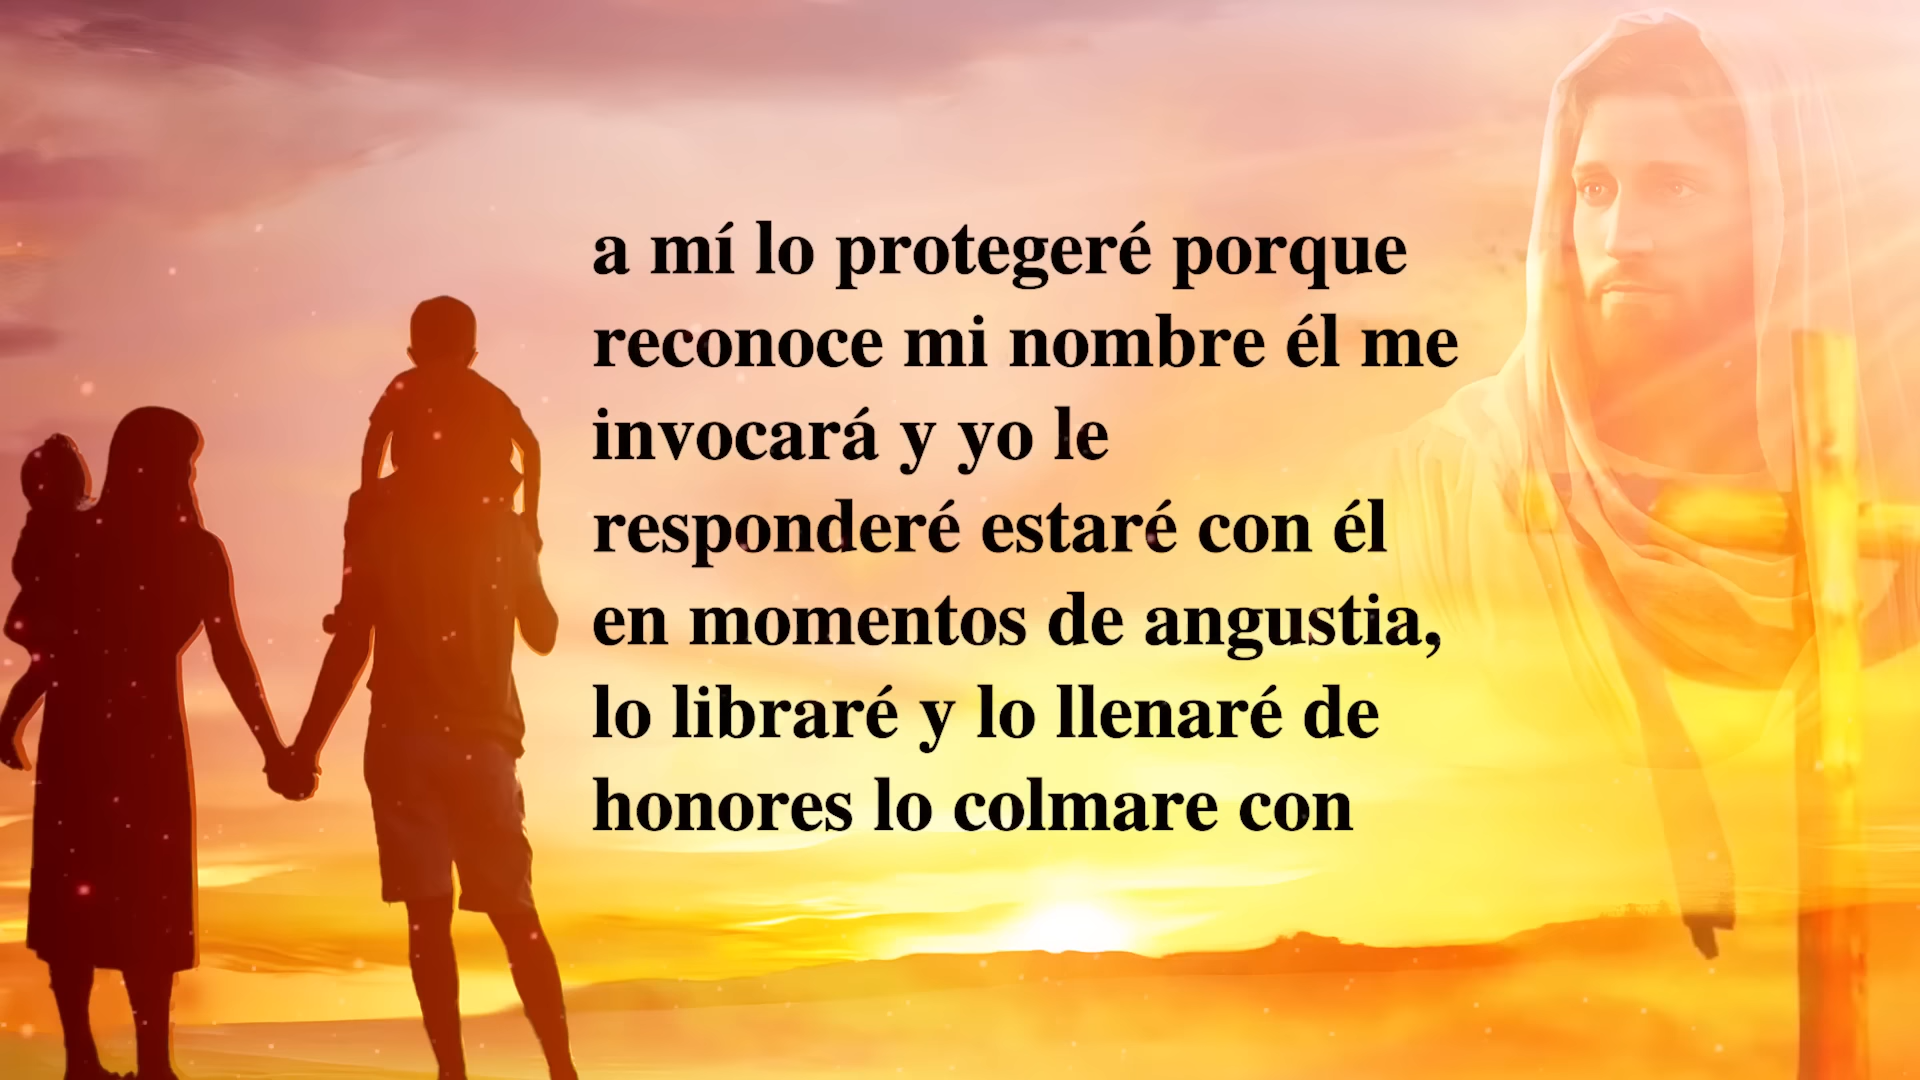 a mí lo protegeré porque
reconoce mi nombre él me
invocará y yo le
responderé estaré con él
en momentos de angustia,
lo libraré y lo llenaré de
honores lo colmare con